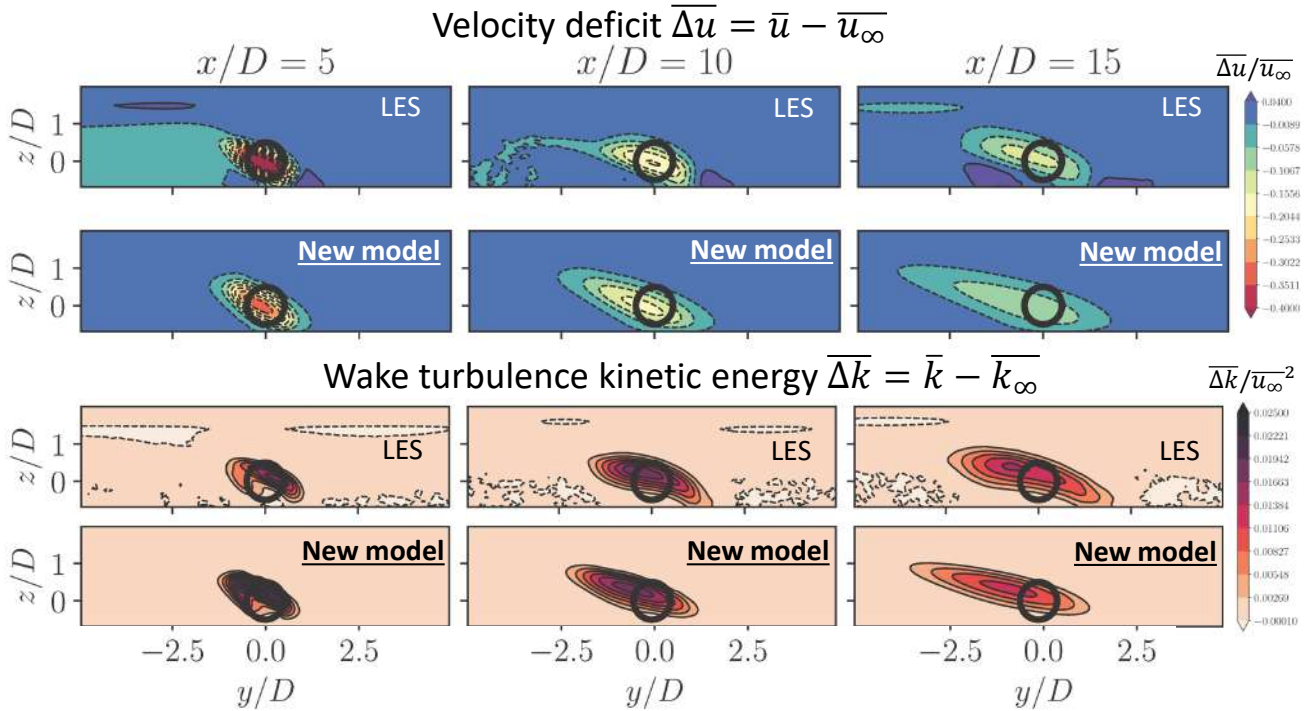 Velocity deficit $\overline{\Delta u} = \bar{u} - \overline{u_\infty}$
x/D = 5 x/D = 10 x/D = 15 $\overline{\Delta u}/\overline{u_\infty}$
LES LES LES
z/D 1 0
New model New model New model
z/D 1 0
−2.5 0.0 2.5
0.0400
−0.0089
−0.0578
−0.1067
−0.1556
−0.2044
−0.2533
−0.3022
−0.3511
−0.4000
Wake turbulence kinetic energy $\overline{\Delta k} = \bar{k} - \overline{k_\infty}$
$\overline{\Delta k}/\overline{u_\infty}^2$
LES LES LES
z/D 1 0
New model New model New model
z/D 1 0
0.02500
0.02221
0.01942
0.01663
0.01384
0.01106
0.00827
0.00548
0.00269
−0.00010
−2.5 0.0 2.5 −2.5 0.0 2.5 −2.5 0.0 2.5
y/D y/D y/D